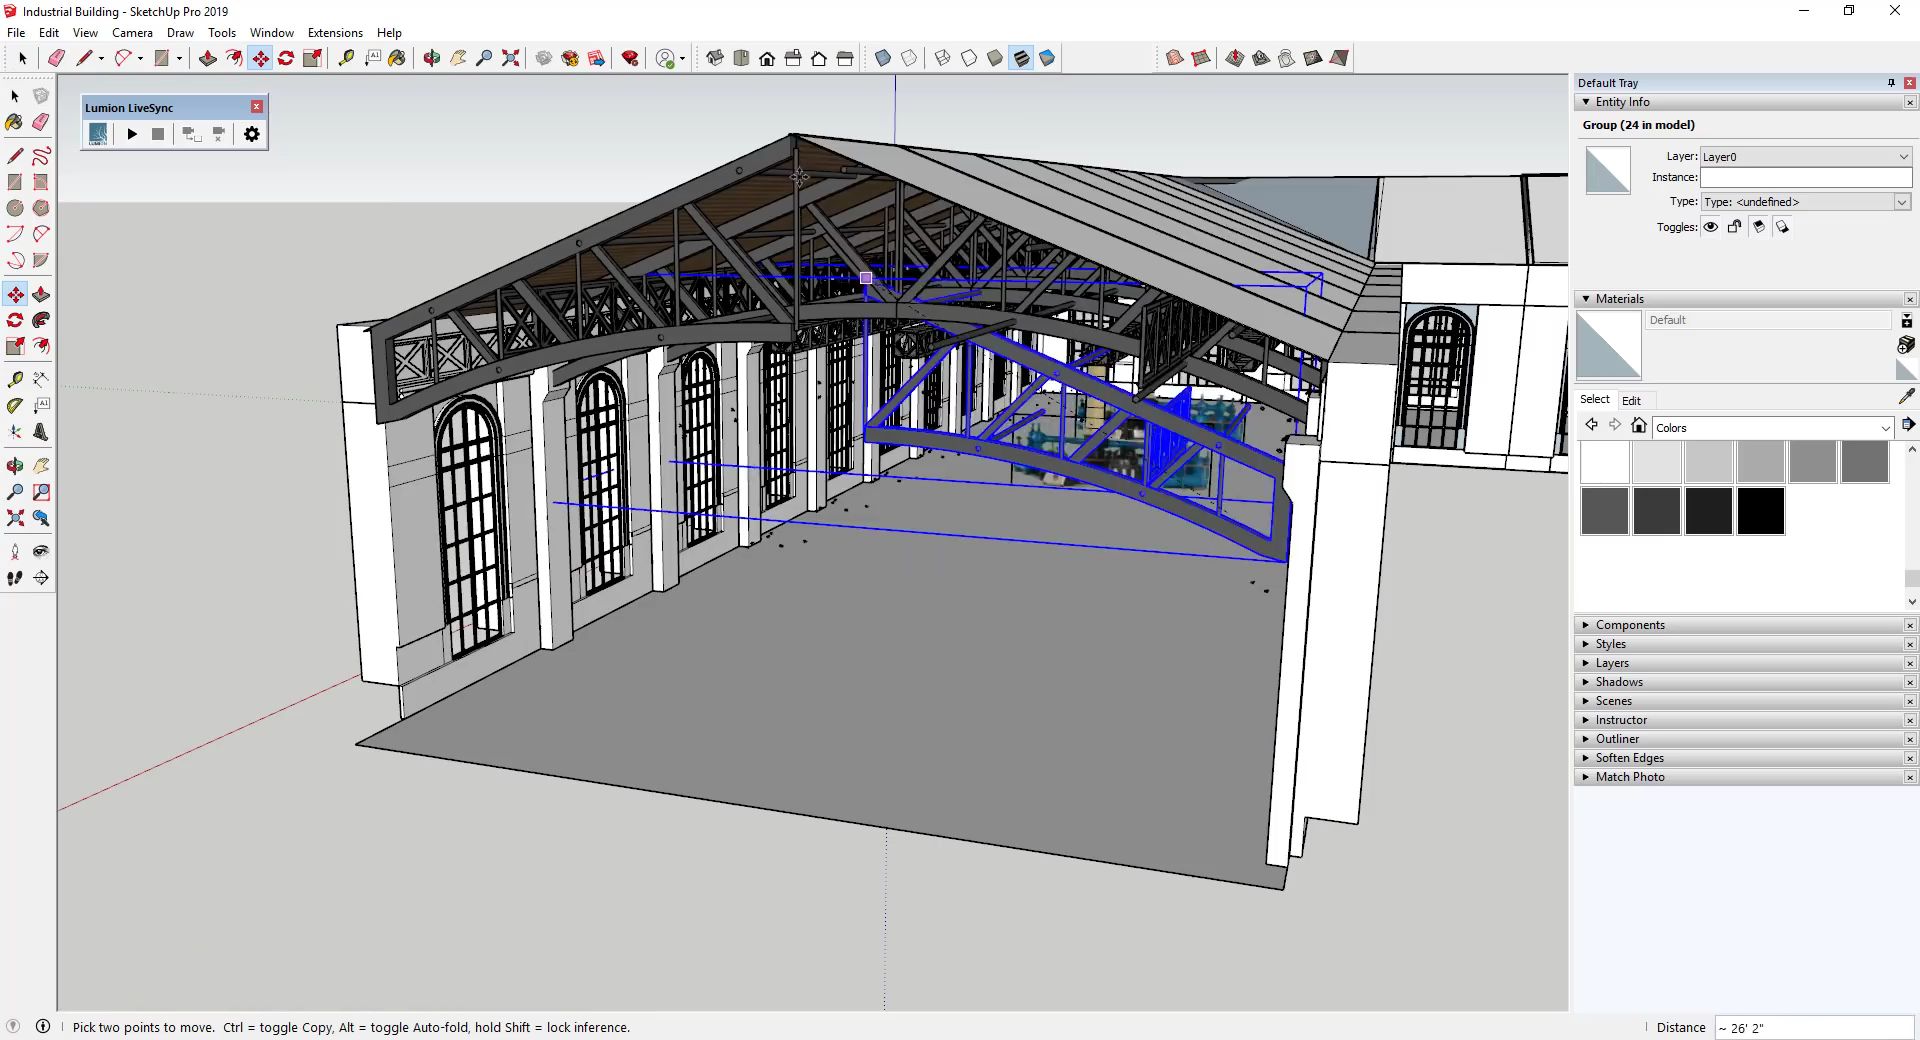 Industrial Building - SketchUp Pro 2019
File Edit View Camera Draw Tools Window Extensions Help
Lumion LiveSync
Default Tray
Entity Info
Group (24 in model)
Layer: Layer0
Instance:
Type: Type: <undefined>
Toggles:
Materials
Default
Select Edit
Colors
Components
Styles
Layers
Shadows
Scenes
Instructor
Outliner
Soften Edges
Match Photo
Pick two points to move. Ctrl = toggle Copy, Alt = toggle Auto-fold, hold Shift = lock inference.
Distance ~ 26' 2"